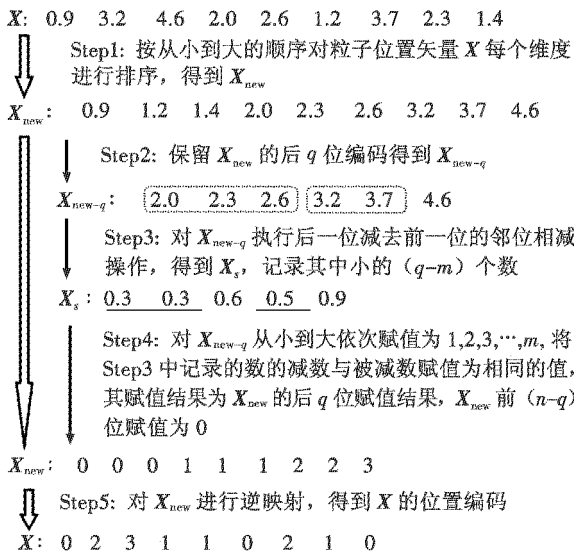 X: 0.9 3.2 4.6 2.0 2.6 1.2 3.7 2.3 1.4
Step1: 按从小到大的顺序对粒子位置矢量 X 每个维度
进行排序，得到 Xnew
Xnew: 0.9 1.2 1.4 2.0 2.3 2.6 3.2 3.7 4.6
Step2: 保留 Xnew 的后 q 位编码得到 Xnew-q
Xnew-q: 2.0 2.3 2.6 3.2 3.7 4.6
Step3: 对 Xnew-q 执行后一位减去前一位的邻位相减
操作，得到 Xs，记录其中小的（q-m）个数
Xs: 0.3 0.3 0.6 0.5 0.9
Step4: 对 Xnew-q 从小到大依次赋值为 1,2,3,…,m, 将
Step3 中记录的数的减数与被减数赋值为相同的值，
其赋值结果为 Xnew 的后 q 位赋值结果，Xnew 前（n-q）
位赋值为 0
Xnew: 0 0 0 1 1 1 2 2 3
Step5: 对 Xnew 进行逆映射，得到 X 的位置编码
X: 0 2 3 1 1 0 2 1 0